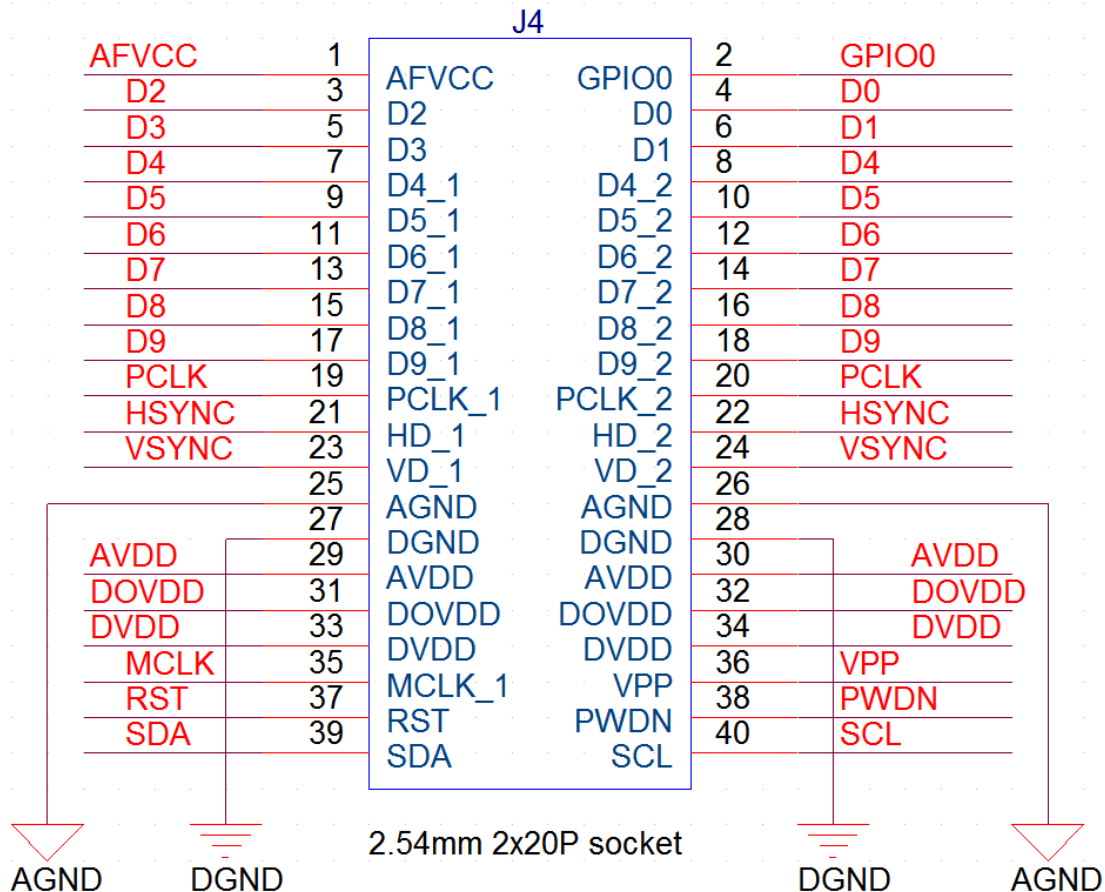 J4
AFVCC 1 2 GPIO0
AFVCC GPIO0
D2 3 4 D0
D2 D0
D3 5 6 D1
D3 D1
D4 7 8 D4
D4_1 D4_2
D5 9 10 D5
D5_1 D5_2
D6 11 12 D6
D6_1 D6_2
D7 13 14 D7
D7_1 D7_2
D8 15 16 D8
D8_1 D8_2
D9 17 18 D9
D9_1 D9_2
PCLK 19 20 PCLK
PCLK_1 PCLK_2
HSYNC 21 22 HSYNC
HD_1 HD_2
VSYNC 23 24 VSYNC
VD_1 VD_2
25 26
AGND AGND
27 28
DGND DGND
AVDD 29 30 AVDD
AVDD AVDD
DOVDD 31 32 DOVDD
DOVDD DOVDD
DVDD 33 34 DVDD
DVDD DVDD
MCLK 35 36 VPP
MCLK_1 VPP
RST 37 38 PWDN
RST PWDN
SDA 39 40 SCL
SDA SCL
2.54mm 2x20P socket
AGND DGND DGND AGND